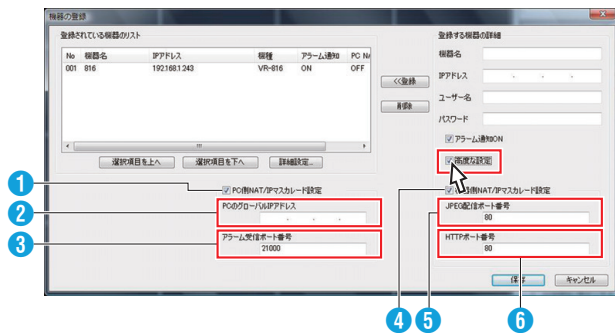 機器の登録
登録されている機器のリスト
No 機器名 IPアドレス 機種 アラーム通知 PC NA
001 816 192.168.1.243 VR-816 ON OFF
選択項目を上へ 選択項目を下へ 詳細設定...
<<登録
削除
登録する機器の詳細
機器名
IPアドレス . . .
ユーザー名
パスワード
アラーム通知ON
高度な設定
1
PC側NAT/IPマスカレード設定
2
PCのグローバルIPアドレス
. . .
3
アラーム受信ポート番号
21000
側NAT/IPマスカレード設定
JPEG配信ポート番号
80
HTTPポート番号
80
4 5 6
保存 キャンセル